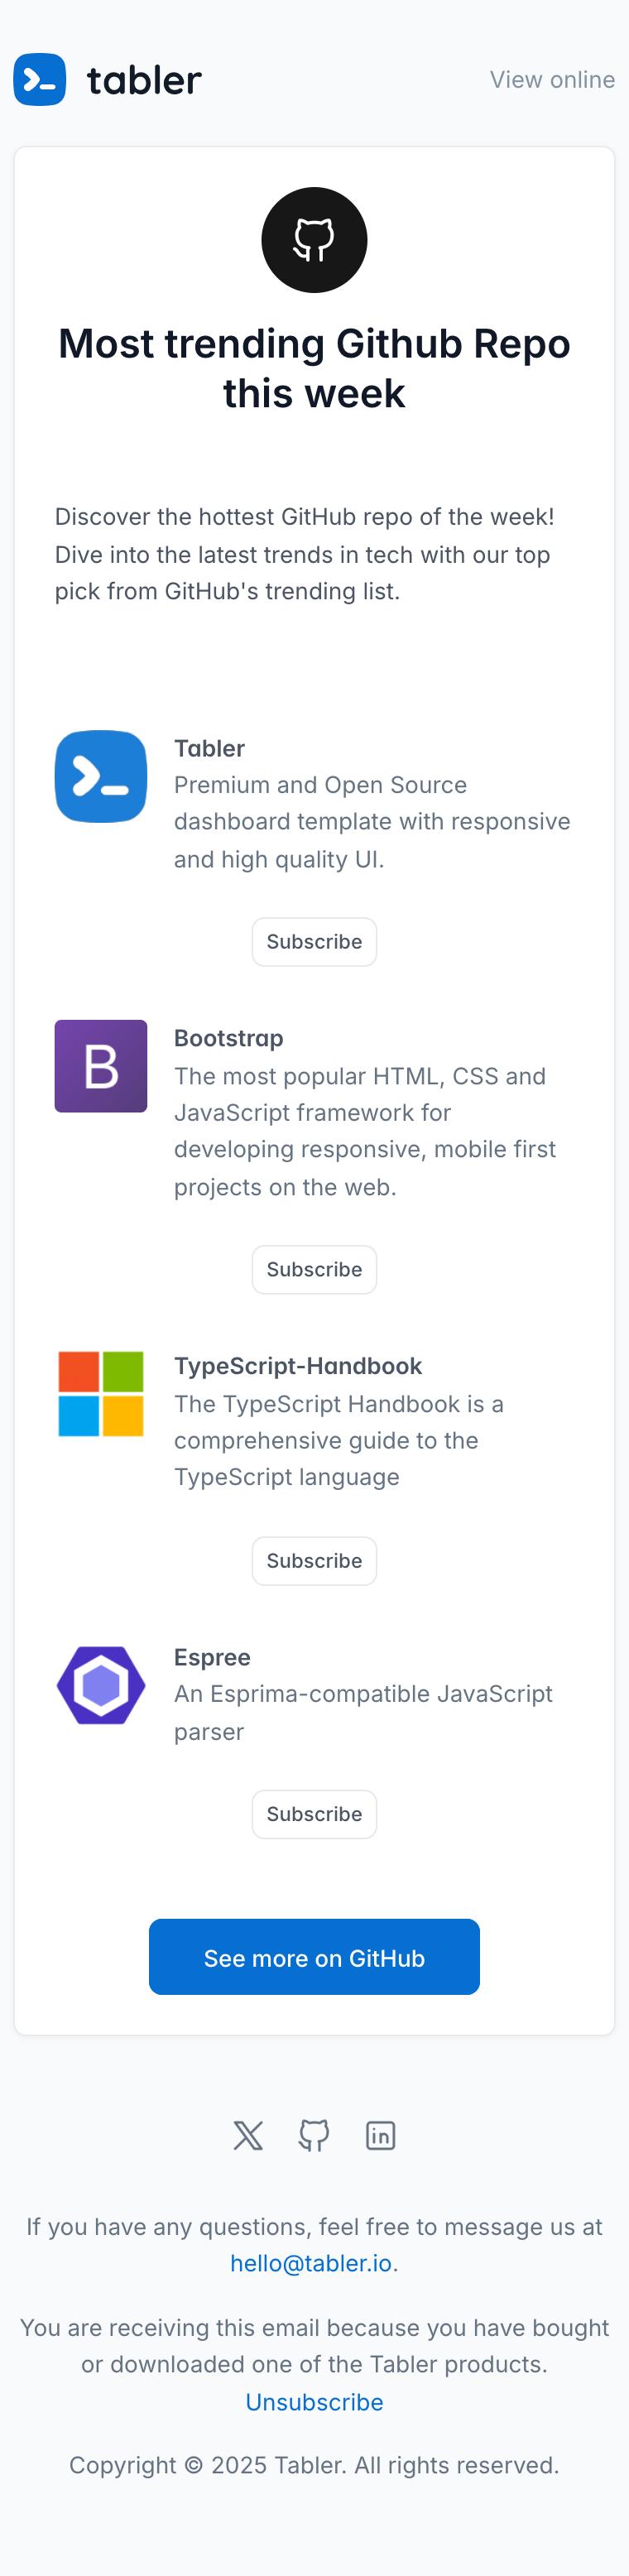 tabler
View online
Most trending Github Repo
this week
Discover the hottest GitHub repo of the week!
Dive into the latest trends in tech with our top
pick from GitHub's trending list.
Tabler
Premium and Open Source
dashboard template with responsive
and high quality UI.
Subscribe
B
Bootstrap
The most popular HTML, CSS and
JavaScript framework for
developing responsive, mobile first
projects on the web.
Subscribe
TypeScript-Handbook
The TypeScript Handbook is a
comprehensive guide to the
TypeScript language
Subscribe
Espree
An Esprima-compatible JavaScript
parser
Subscribe
See more on GitHub
If you have any questions, feel free to message us at
hello@tabler.io.
You are receiving this email because you have bought
or downloaded one of the Tabler products.
Unsubscribe
Copyright © 2025 Tabler. All rights reserved.